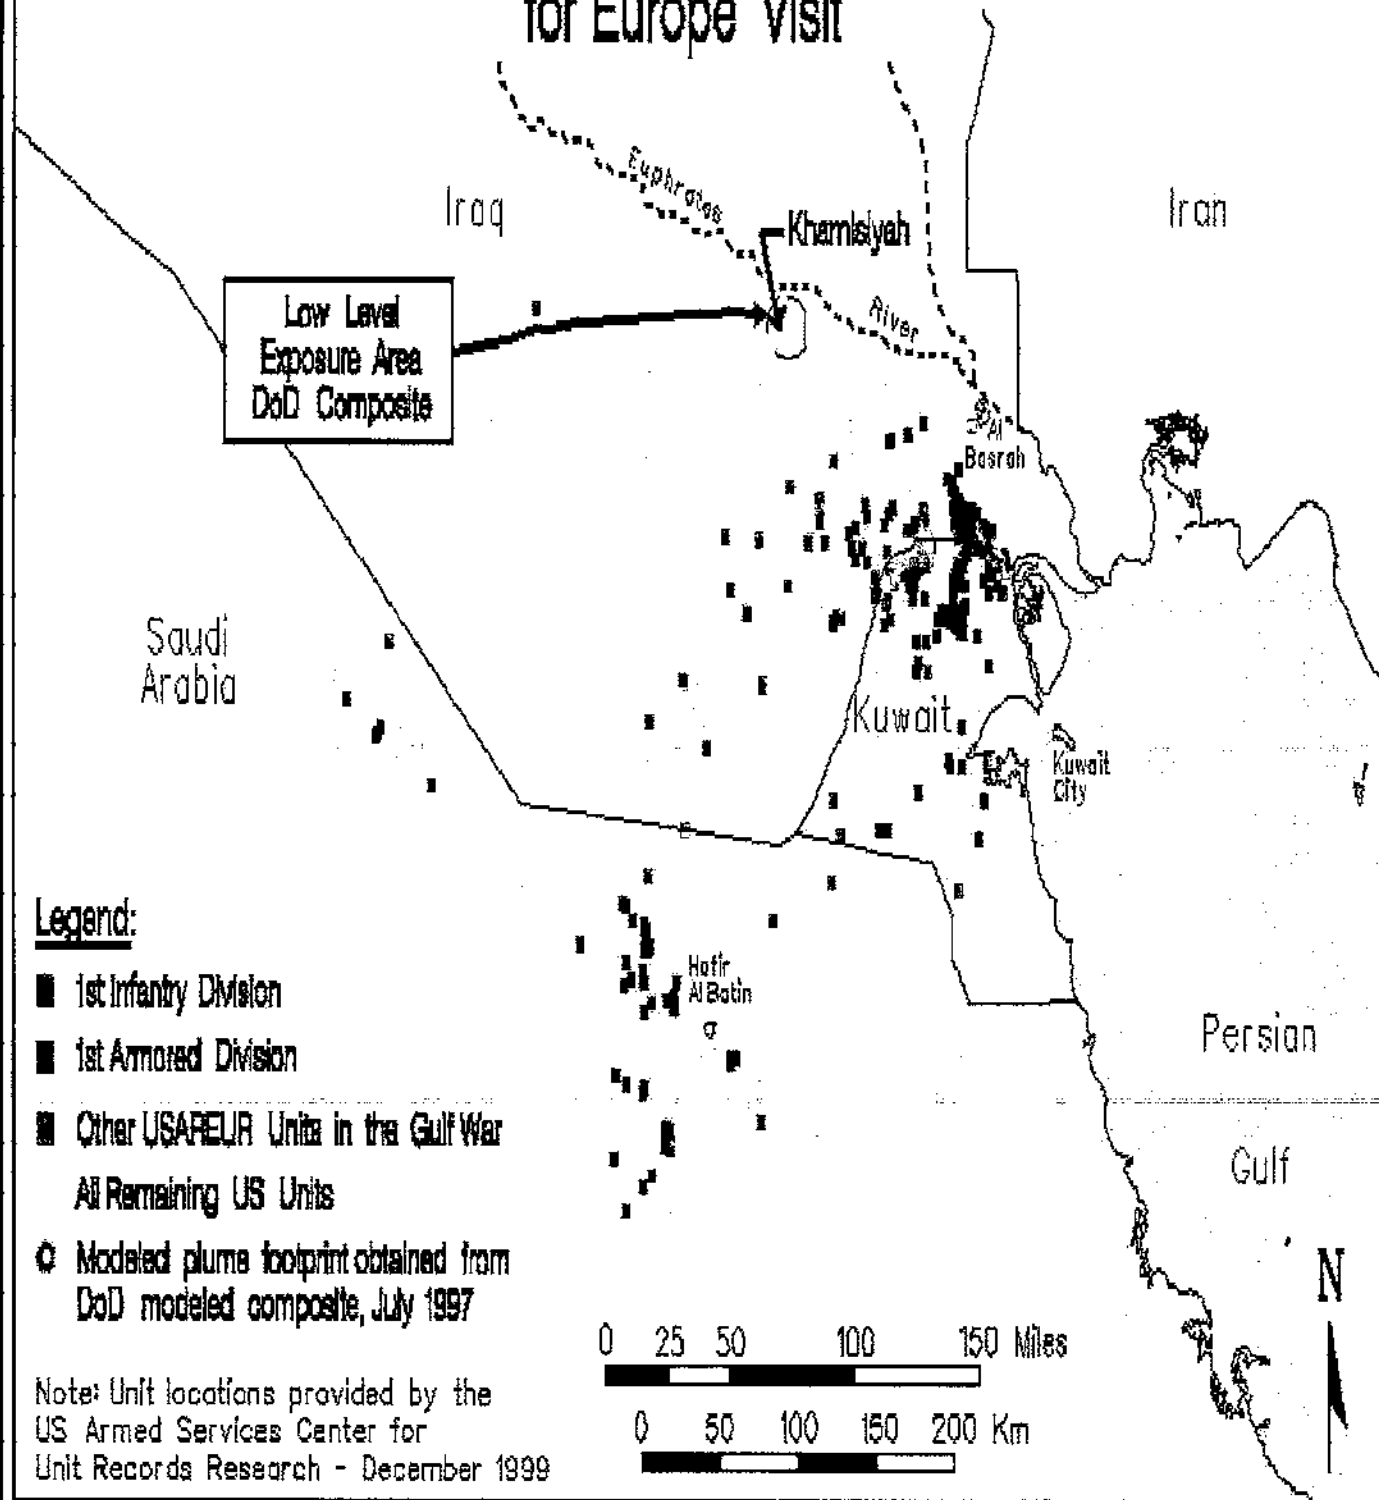 for Europe Visit
Euphrates
Iraq
Iran
Khamisiyah
Low Level
Exposure Area
DoD Composite
River
Al
Basrah
Saudi
Arabia
Kuwait
Kuwait
City
Legend:
Hafir
Al Batin
1st Infantry Division
1st Armored Division
Persian
Other USAREUR Units in the Gulf War
Gulf
All Remaining US Units
Modeled plume footprint obtained from
DoD modeled composite, July 1997
N
0 25 50 100 150 Miles
Note: Unit locations provided by the
US Armed Services Center for
Unit Records Research - December 1999
0 50 100 150 200 Km